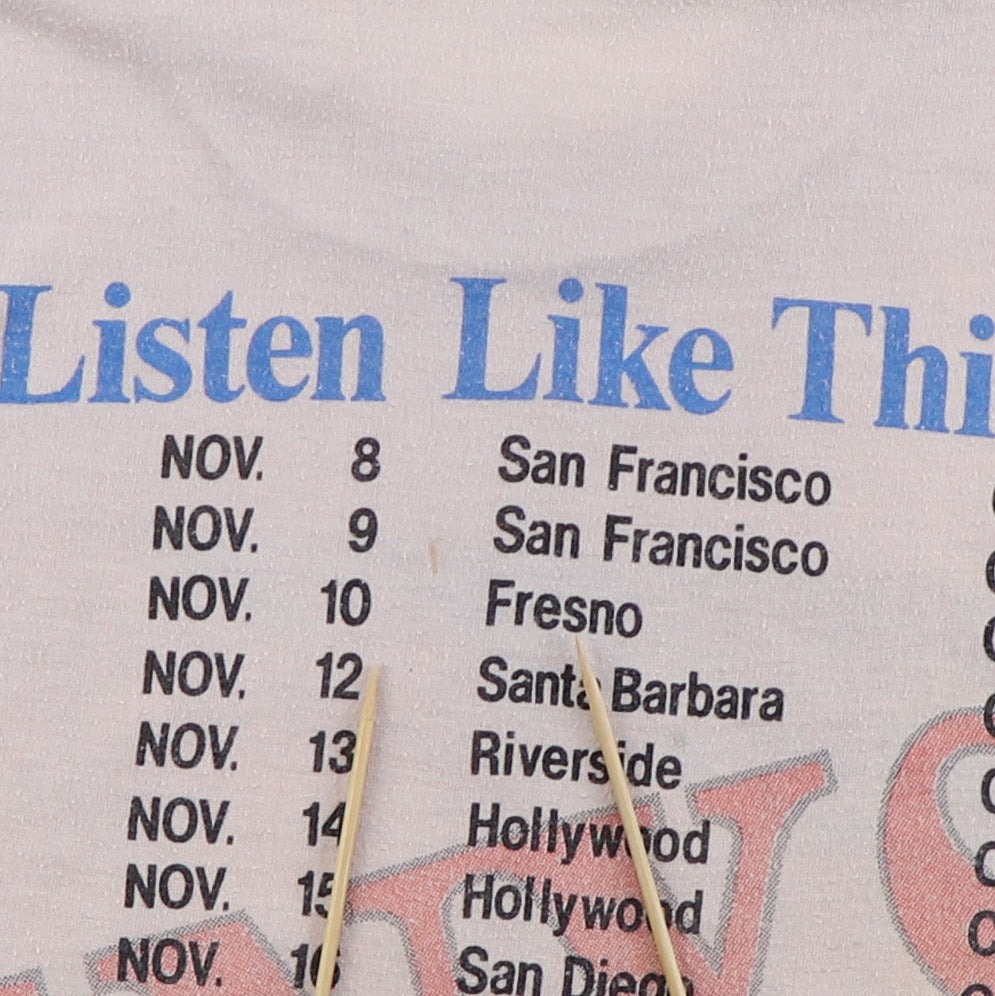 Listen Like Thi
NOV. 8 San Francisco
NOV. 9 San Francisco
NOV. 10 Fresno
NOV. 12 Santa Barbara
NOV. 13 Riverside
NOV. 14 Hollywood
NOV. 15 Hollywood
NOV. 16 San Diego